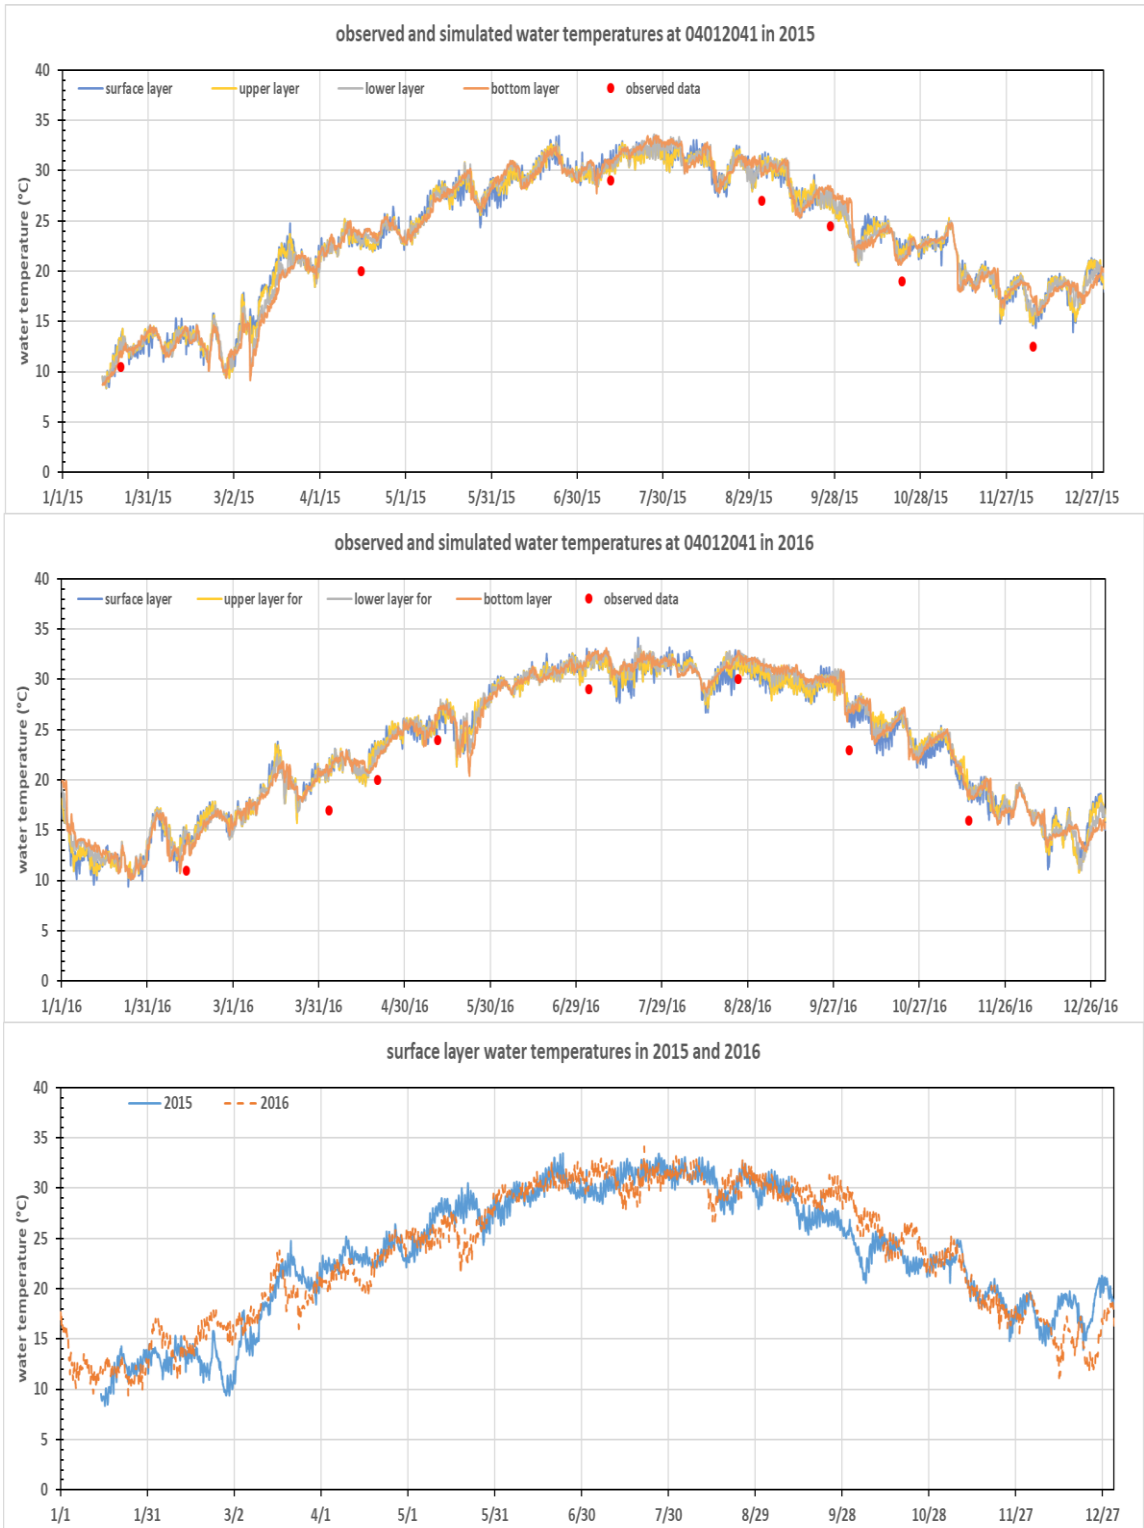 observed and simulated water temperatures at 04012041 in 2015
40
surface layer upper layer lower layer bottom layer observed data
35
30
25
20
15
10
5
0
water temperature (°C)
1/1/15 1/31/15 3/2/15 4/1/15 5/1/15 5/31/15 6/30/15 7/30/15 8/29/15 9/28/15 10/28/15 11/27/15 12/27/15
observed and simulated water temperatures at 04012041 in 2016
40
surface layer upper layer for lower layer for bottom layer observed data
35
30
25
20
15
10
5
0
water temperature (°C)
1/1/16 1/31/16 3/1/16 3/31/16 4/30/16 5/30/16 6/29/16 7/29/16 8/28/16 9/27/16 10/27/16 11/26/16 12/26/16
surface layer water temperatures in 2015 and 2016
40
2015 2016
35
30
25
20
15
10
5
0
water temperature (°C)
1/1 1/31 3/2 4/1 5/1 5/31 6/30 7/30 8/29 9/28 10/28 11/27 12/27